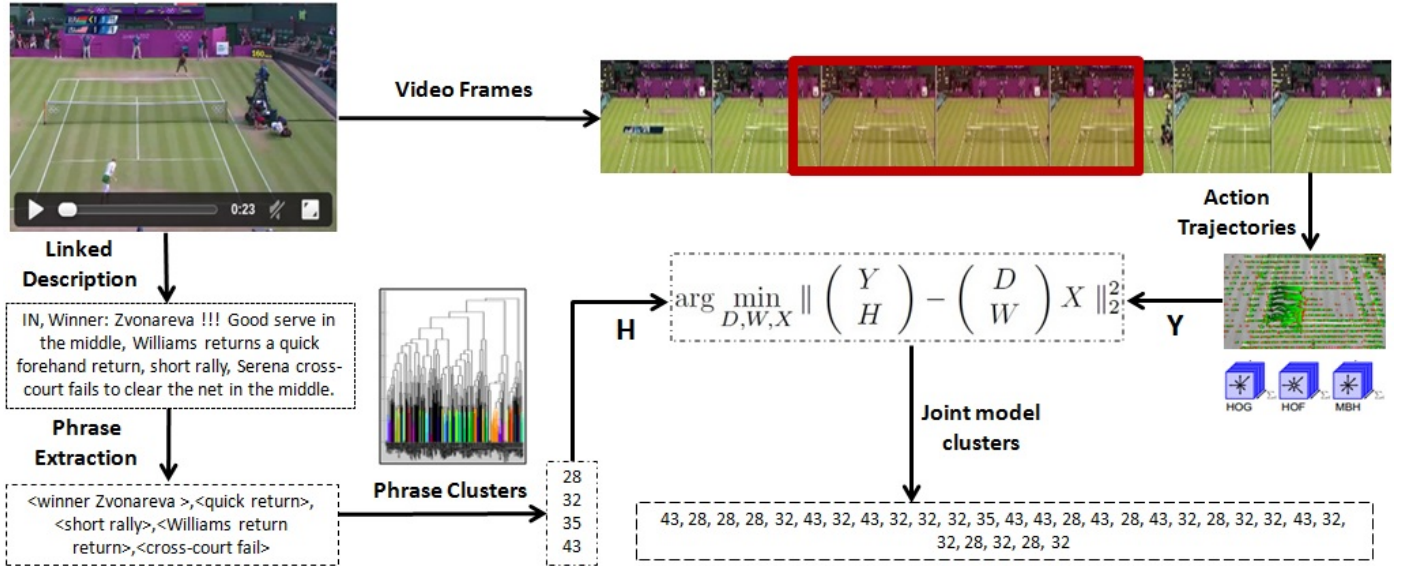 160
0:23
Video Frames
Action
Trajectories
Linked
Description
IN, Winner: Zvonareva !!! Good serve in
the middle, Williams returns a quick
forehand return, short rally, Serena cross-
court fails to clear the net in the middle.
Phrase
Extraction
<winner Zvonareva >,<quick return>,
<short rally>,<Williams return
return>,<cross-court fail>
Phrase Clusters
28
32
35
43
H
arg min ‖ ( Y H ) − ( D W ) X ‖₂²
D,W,X
Y
HOG HOF MBH
Joint model
clusters
43, 28, 28, 28, 32, 43, 32, 43, 32, 32, 32, 35, 43, 43, 28, 43, 28, 43, 32, 28, 32, 32, 43, 32,
32, 28, 32, 28, 32